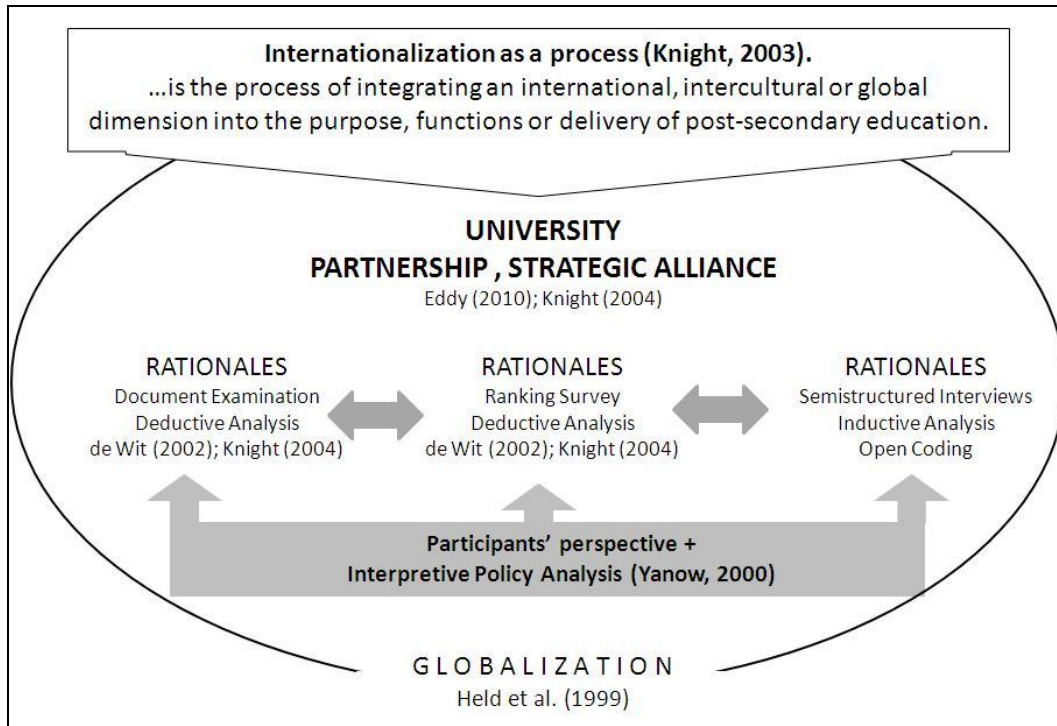 Internationalization as a process (Knight, 2003).
...is the process of integrating an international, intercultural or global
dimension into the purpose, functions or delivery of post-secondary education.
UNIVERSITY
PARTNERSHIP , STRATEGIC ALLIANCE
Eddy (2010); Knight (2004)
RATIONALES
Document Examination
Deductive Analysis
de Wit (2002); Knight (2004)
RATIONALES
Ranking Survey
Deductive Analysis
de Wit (2002); Knight (2004)
RATIONALES
Semistructured Interviews
Inductive Analysis
Open Coding
Participants' perspective +
Interpretive Policy Analysis (Yanow, 2000)
GLOBALIZATION
Held et al. (1999)